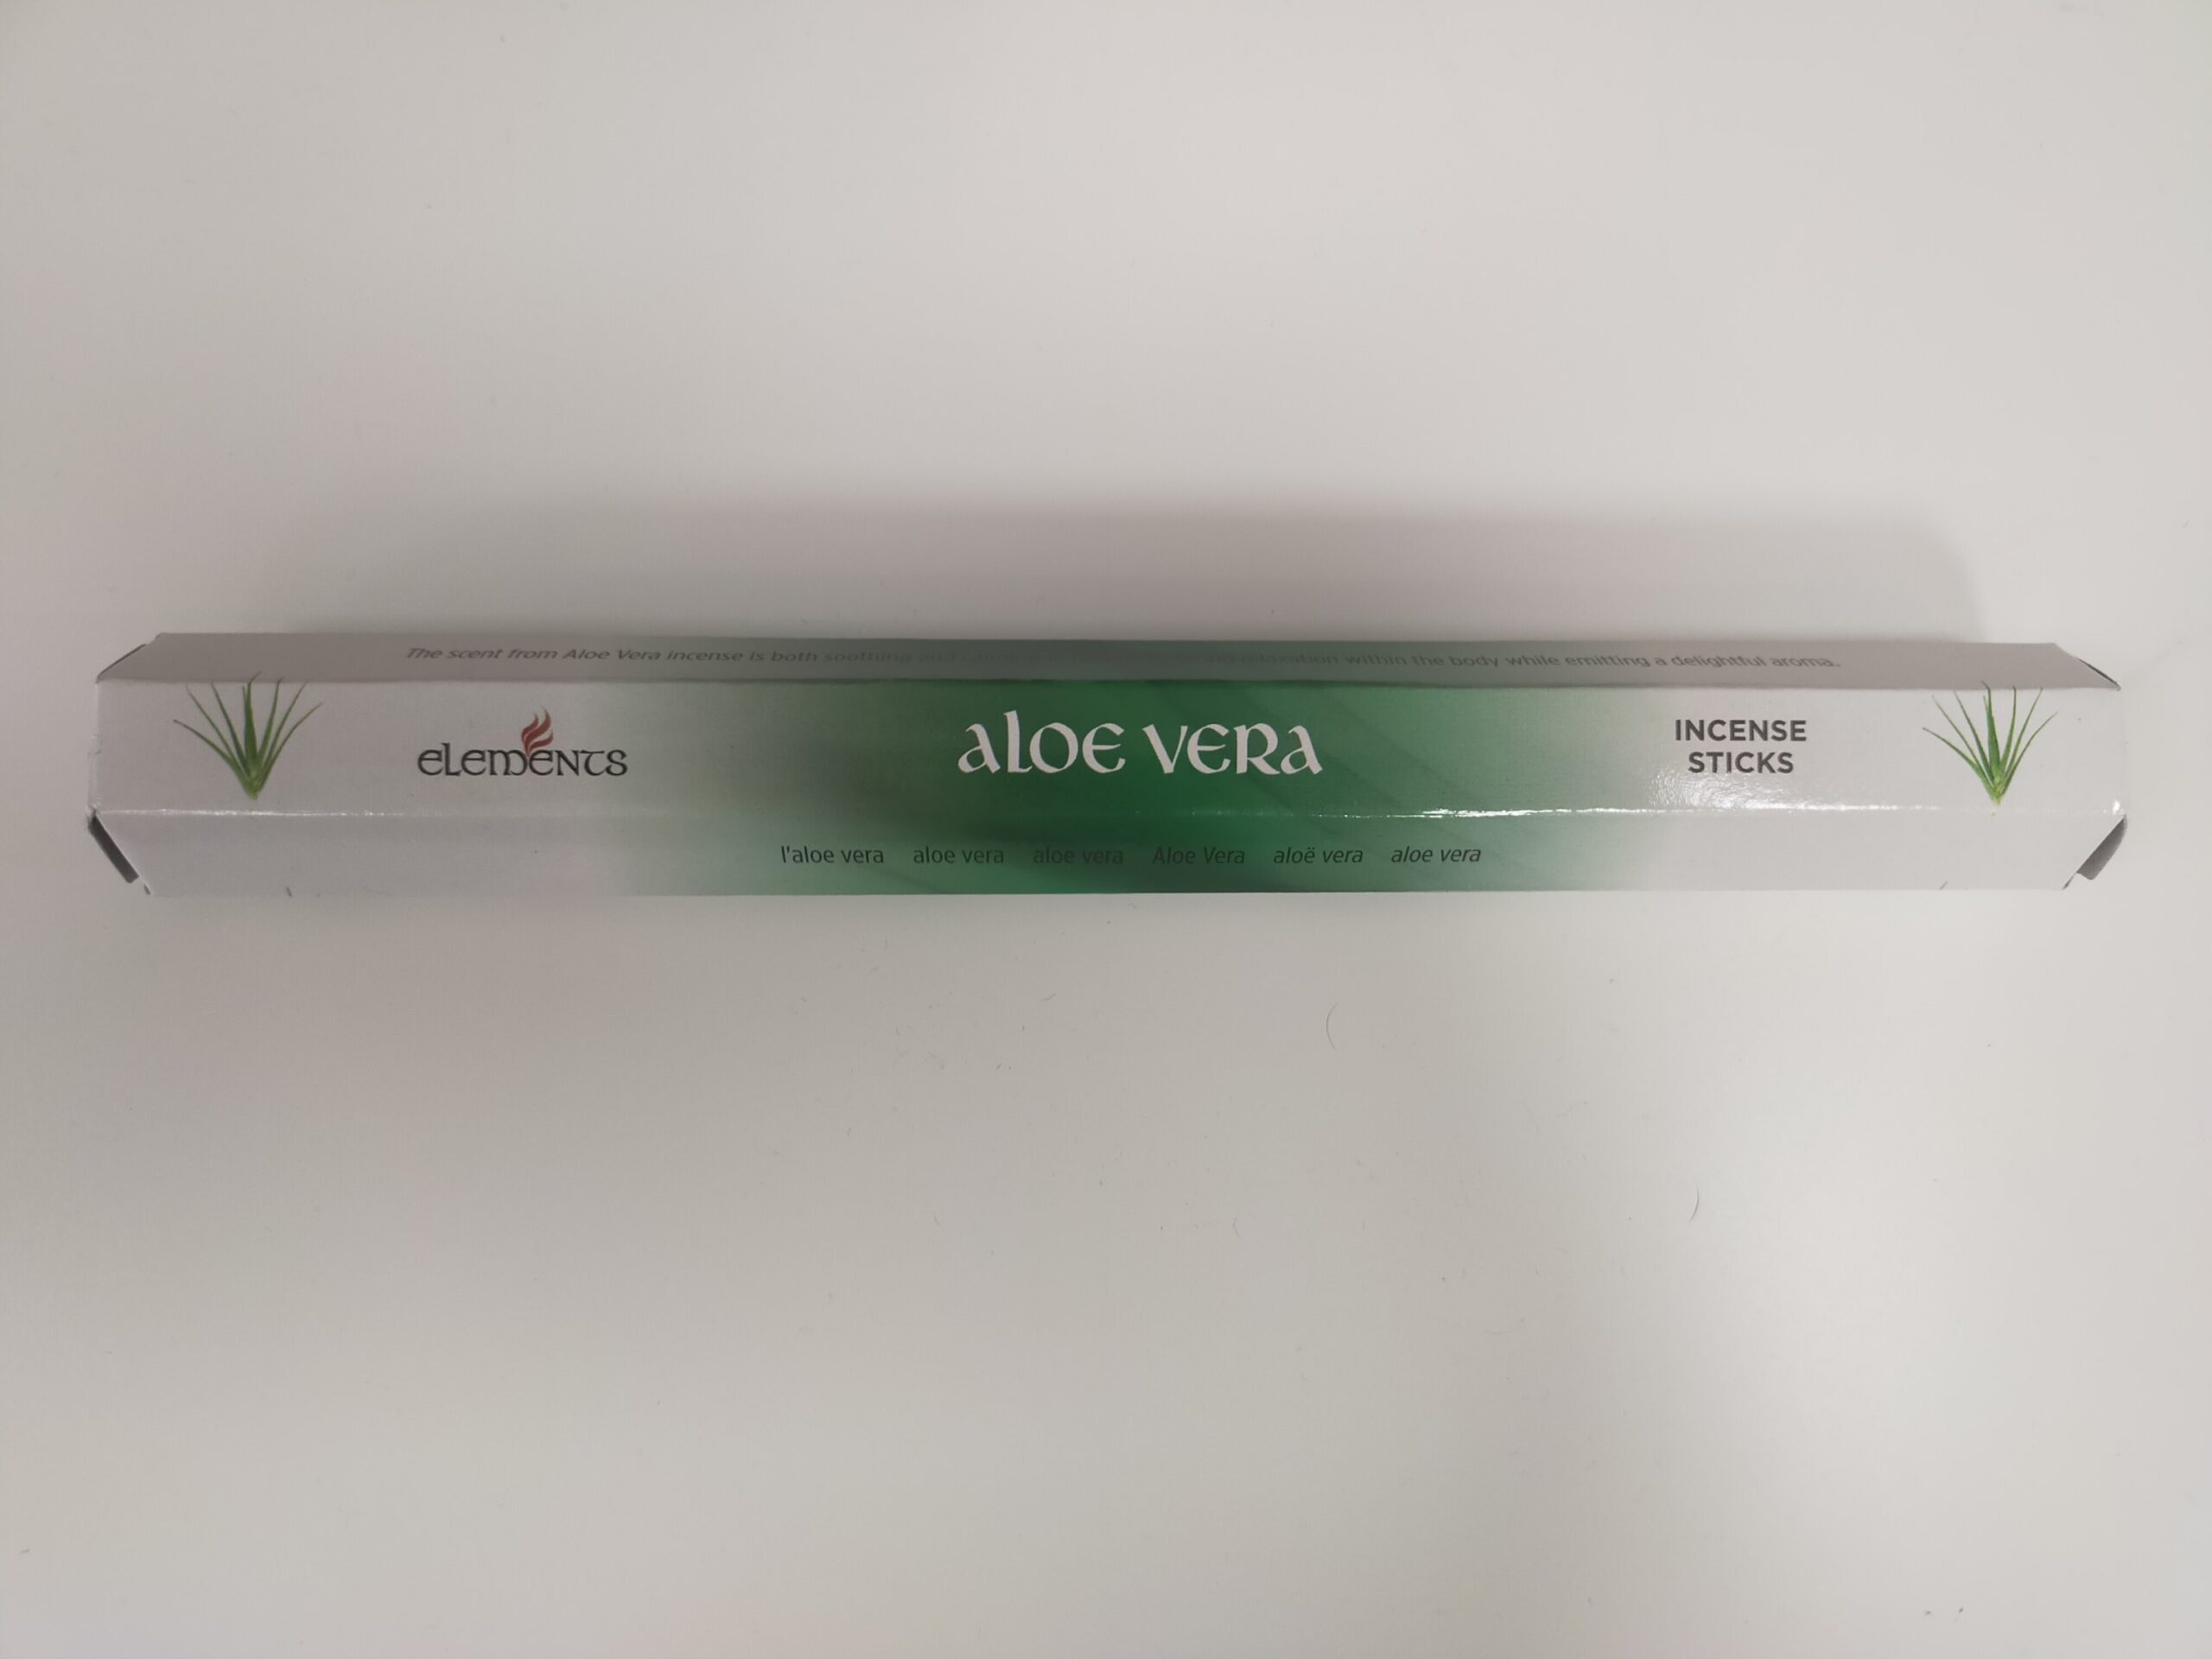 The scent from Aloe Vera incense is both soothing and relaxation within the body while emitting a delightful aroma.
elements
aloe vera
INCENSE
STICKS
l'aloe vera aloe vera aloe vera Aloe Vera aloë vera aloe vera